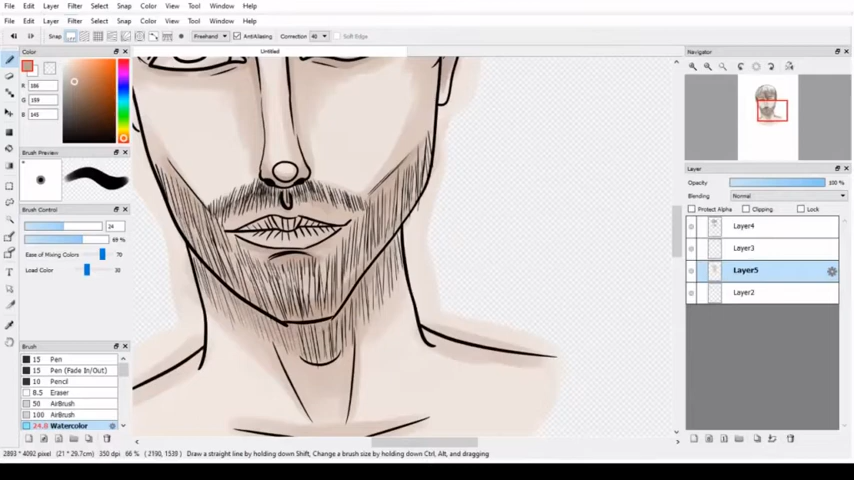 File Edit Layer Filter Select Snap Color View Tool Window Help
File Edit Layer Filter Select Snap Color View Tool Window Help
Snap Freehand AntiAliasing Correction 40 Soft Edge
Untitled
Color
R 186
G 159
B 145
Brush Preview
Brush Control
24
69 %
Ease of Mixing Colors 70
Load Color 30
Brush
15 Pen
15 Pen (Fade In/Out)
10 Pencil
8.5 Eraser
50 AirBrush
100 AirBrush
24.0 Watercolor
Navigator
Layer
Opacity 100 %
Blending Normal
Protect Alpha Clipping Lock
Layer4
Layer3
Layer5
Layer2
2893 * 4092 pixel (21 * 29.7cm) 350 dpi 66 % ( 2190, 1539 ) Draw a straight line by holding down Shift, Change a brush size by holding down Ctrl, Alt, and dragging